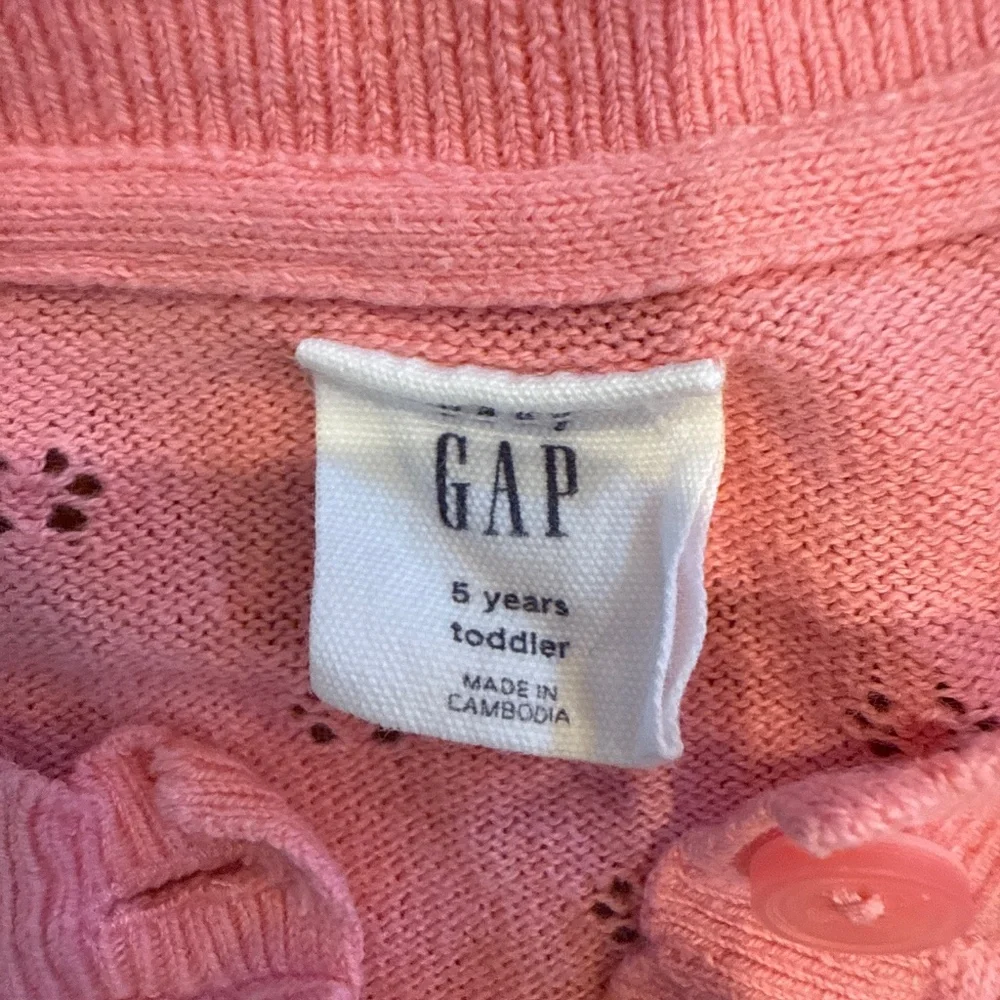 GAP
5 years
toddler
MADE IN
CAMBODIA